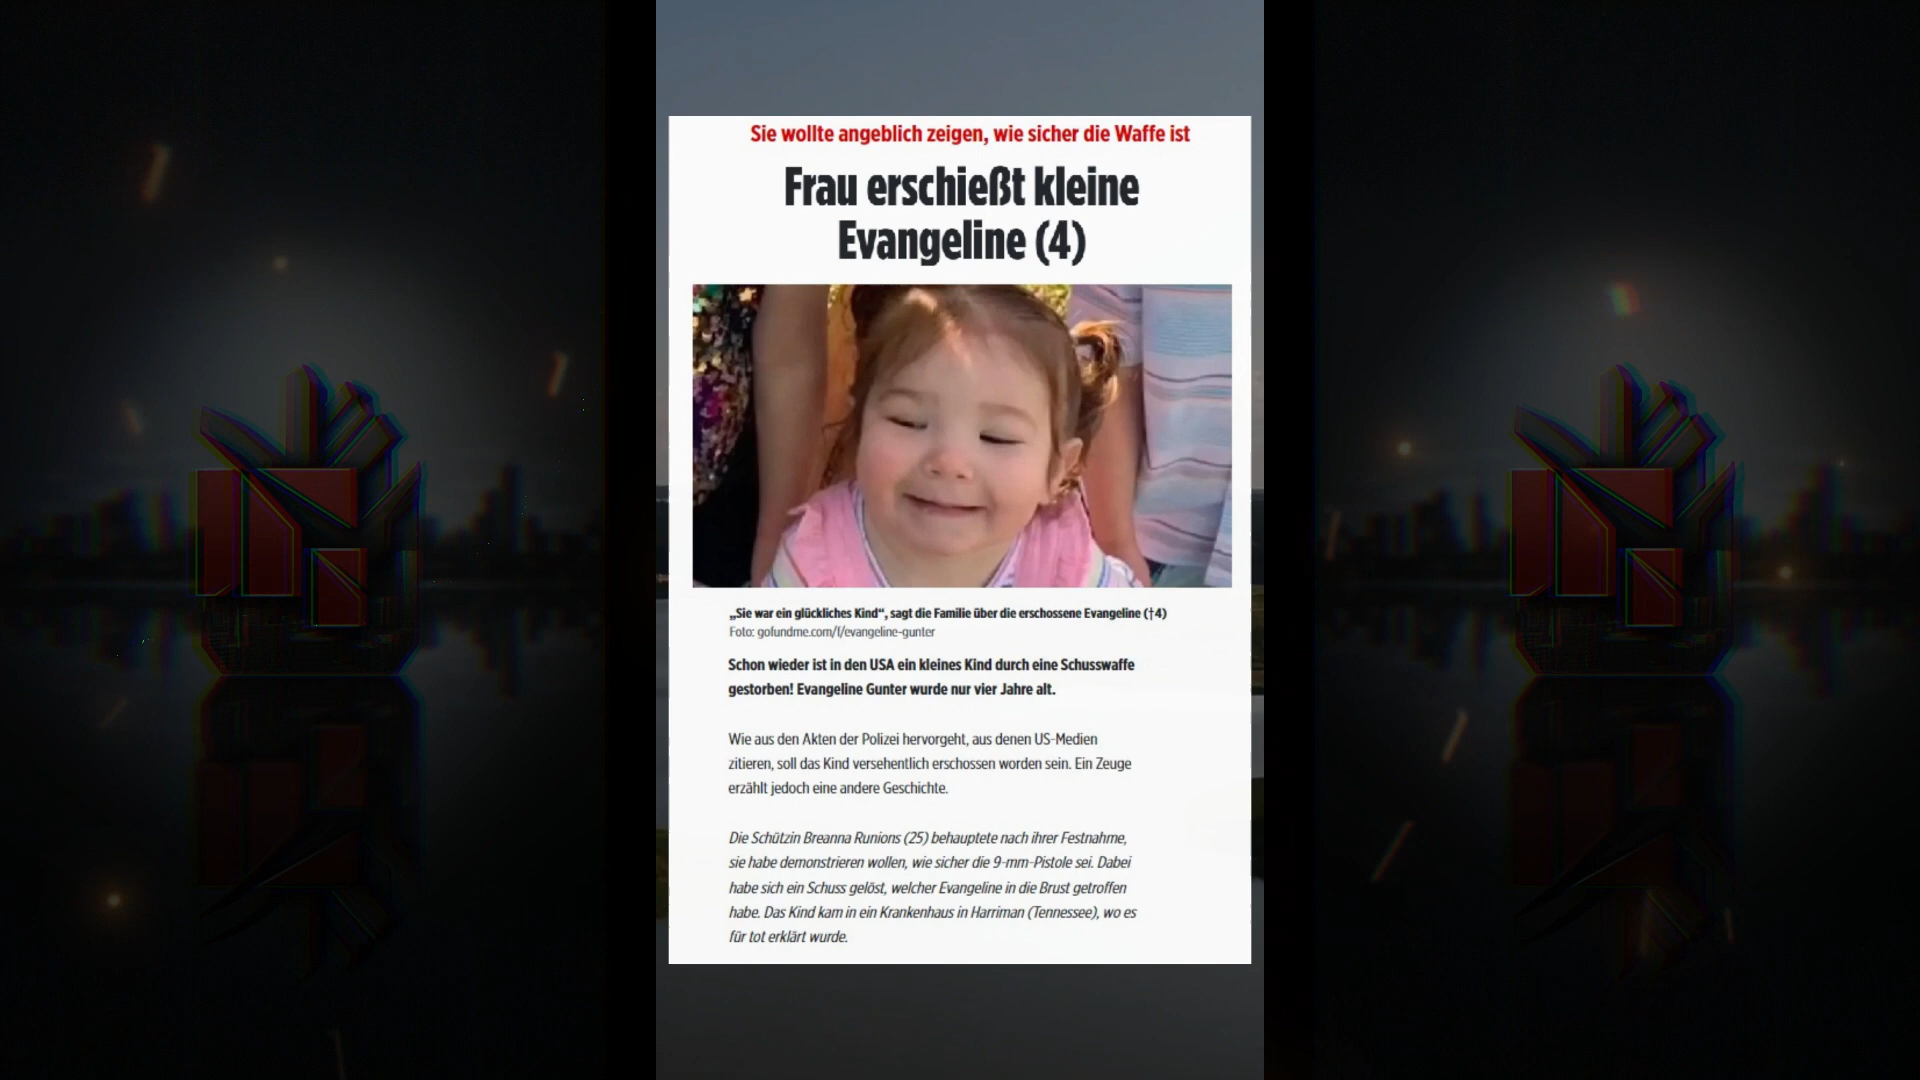 Sie wollte angeblich zeigen, wie sicher die Waffe ist
Frau erschießt kleine
Evangeline (4)
„Sie war ein glückliches Kind“, sagt die Familie über die erschossene Evangeline (†4)
Foto: gofundme.com/f/evangeline-gunter
Schon wieder ist in den USA ein kleines Kind durch eine Schusswaffe
gestorben! Evangeline Gunter wurde nur vier Jahre alt.
Wie aus den Akten der Polizei hervorgeht, aus denen US-Medien
zitieren, soll das Kind versehentlich erschossen worden sein. Ein Zeuge
erzählt jedoch eine andere Geschichte.
Die Schützin Breanna Runions (25) behauptete nach ihrer Festnahme,
sie habe demonstrieren wollen, wie sicher die 9-mm-Pistole sei. Dabei
habe sich ein Schuss gelöst, welcher Evangeline in die Brust getroffen
habe. Das Kind kam in ein Krankenhaus in Harriman (Tennessee), wo es
für tot erklärt wurde.